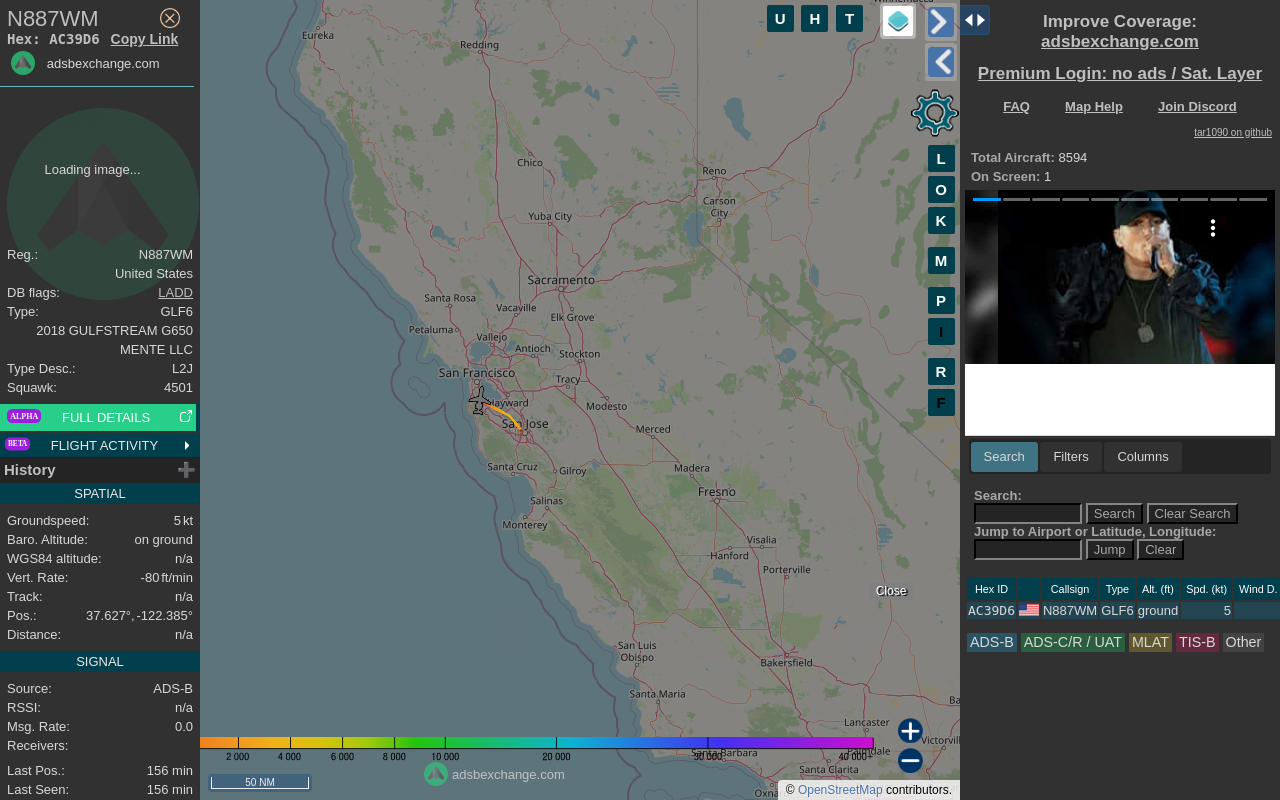 N887WM
Hex: AC39D6 Copy Link
adsbexchange.com
Loading image...
Reg.: N887WM
United States
DB flags: LADD
Type: GLF6
2018 GULFSTREAM G650
MENTE LLC
Type Desc.: L2J
Squawk: 4501
ALPHA FULL DETAILS
BETA FLIGHT ACTIVITY
History
SPATIAL
Groundspeed: 5 kt
Baro. Altitude: on ground
WGS84 altitude: n/a
Vert. Rate: -80 ft/min
Track: n/a
Pos.: 37.627°, -122.385°
Distance: n/a
SIGNAL
Source: ADS-B
RSSI: n/a
Msg. Rate: 0.0
Receivers:
Last Pos.: 156 min
Last Seen: 156 min
Eureka
Redding
Chico
Reno
Carson
City
Yuba City
Sacramento
Santa Rosa
Vacaville
Elk Grove
Petaluma
Vallejo
Antioch
Stockton
San Francisco
Tracy
Hayward
Modesto
San Jose
Merced
Santa Cruz
Gilroy
Madera
Salinas
Fresno
Monterey
Visalia
Hanford
Porterville
San Luis
Obispo
Bakersfield
Santa Maria
Lancaster
Santa Barbara
Palmdale
Santa Clarita
U H T
L
O
K
M
P
I
R
F
Close
2 000 4 000 6 000 8 000 10 000 20 000 30 000 40 000+
50 NM
adsbexchange.com
© OpenStreetMap contributors.
Improve Coverage:
adsbexchange.com
Premium Login: no ads / Sat. Layer
FAQ Map Help Join Discord
tar1090 on github
Total Aircraft: 8594
On Screen: 1
Search Filters Columns
Search:
Search Clear Search
Jump to Airport or Latitude, Longitude:
Jump Clear
Hex ID Callsign Type Alt. (ft) Spd. (kt) Wind D.
AC39D6 N887WM GLF6 ground 5
ADS-B ADS-C/R / UAT MLAT TIS-B Other